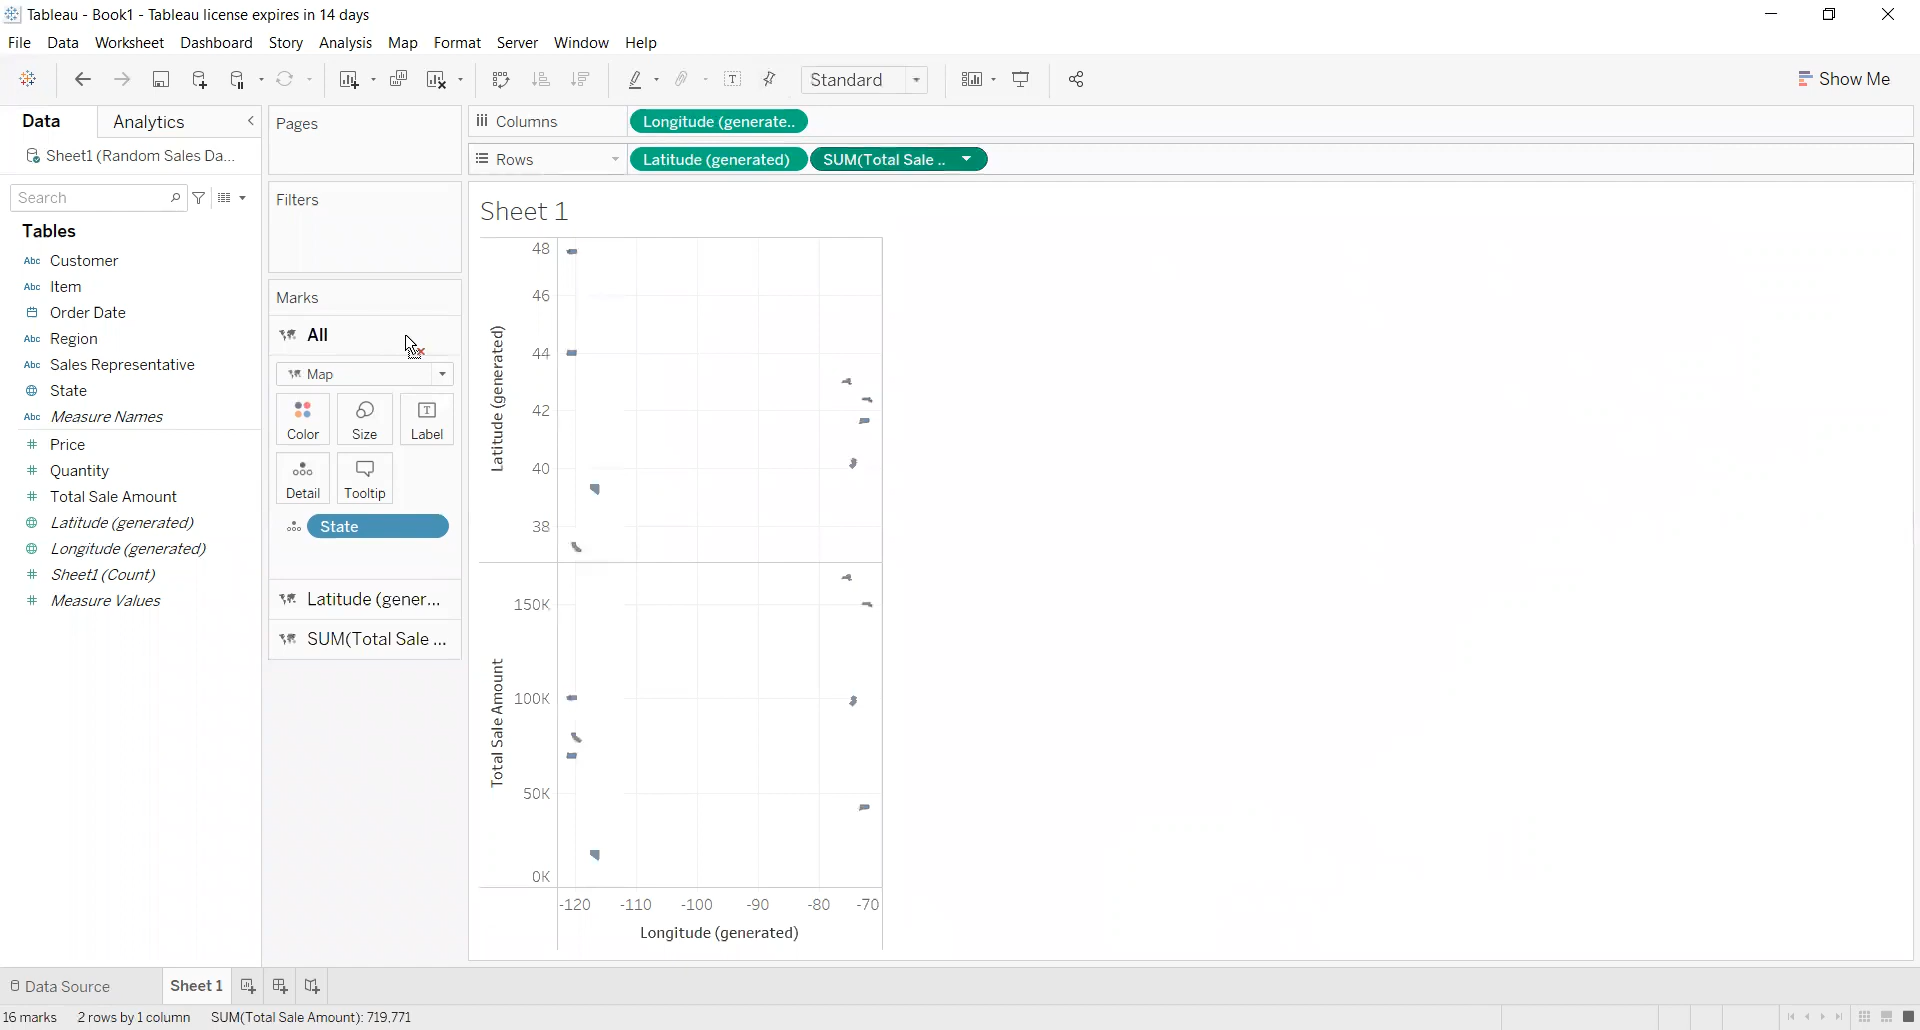 Tableau - Book1 - Tableau license expires in 14 days
File Data Worksheet Dashboard Story Analysis Map Format Server Window Help
Standard
Show Me
Data Analytics
Pages
Columns
Longitude (generate..
Sheet1 (Random Sales Da...
Rows
Latitude (generated)
SUM(Total Sale ..
Search
Filters
Tables
Abc Customer
Abc Item
Order Date
Abc Region
Abc Sales Representative
State
Abc Measure Names
Price
Quantity
Total Sale Amount
Latitude (generated)
Longitude (generated)
Sheet1 (Count)
Measure Values
Marks
All
Map
Color Size Label
Detail Tooltip
State
Latitude (gener...
SUM(Total Sale ...
Sheet 1
Latitude (generated)
48
46
44
42
40
38
Total Sale Amount
150K
100K
50K
0K
-120 -110 -100 -90 -80 -70
Longitude (generated)
Data Source
Sheet 1
16 marks 2 rows by 1 column SUM(Total Sale Amount): 719,771